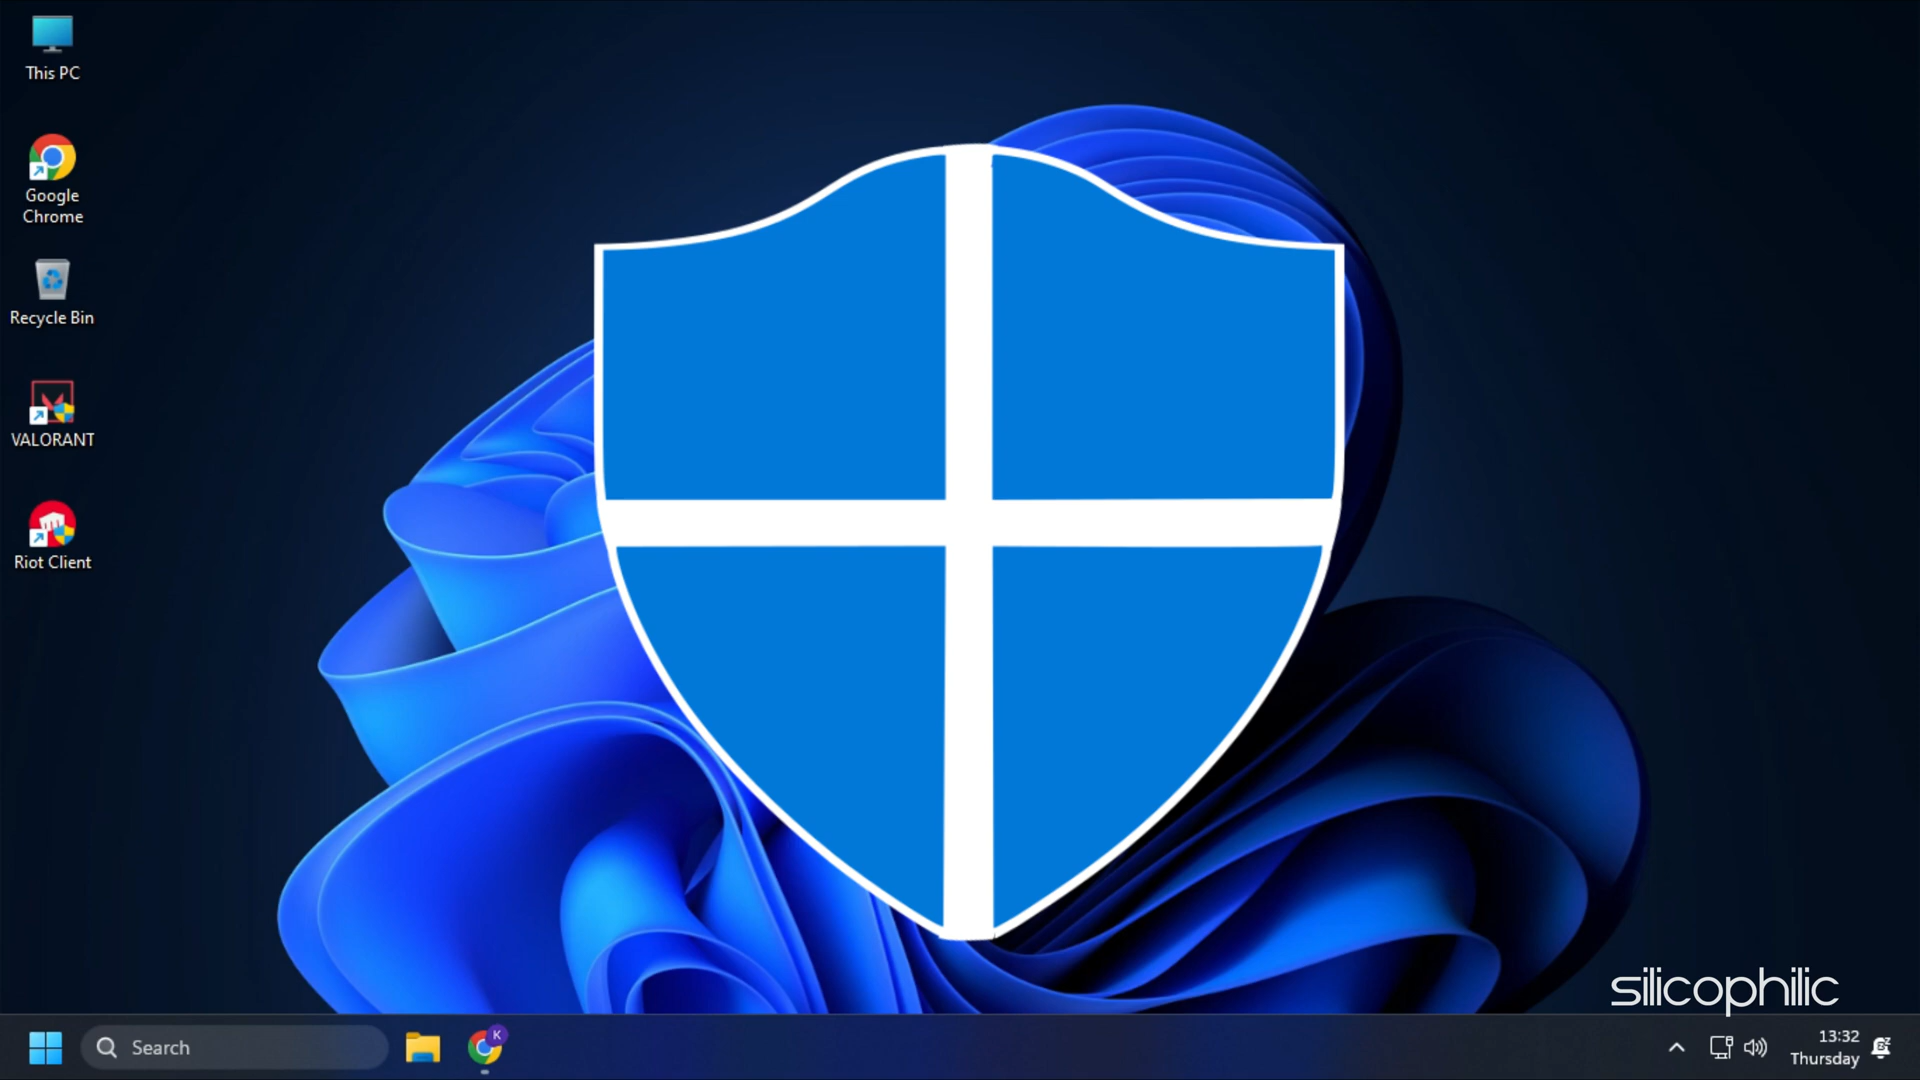 This PC
Google
Chrome
Recycle Bin
VALORANT
Riot Client
silicophilic
Search
K
13:32
Thursday